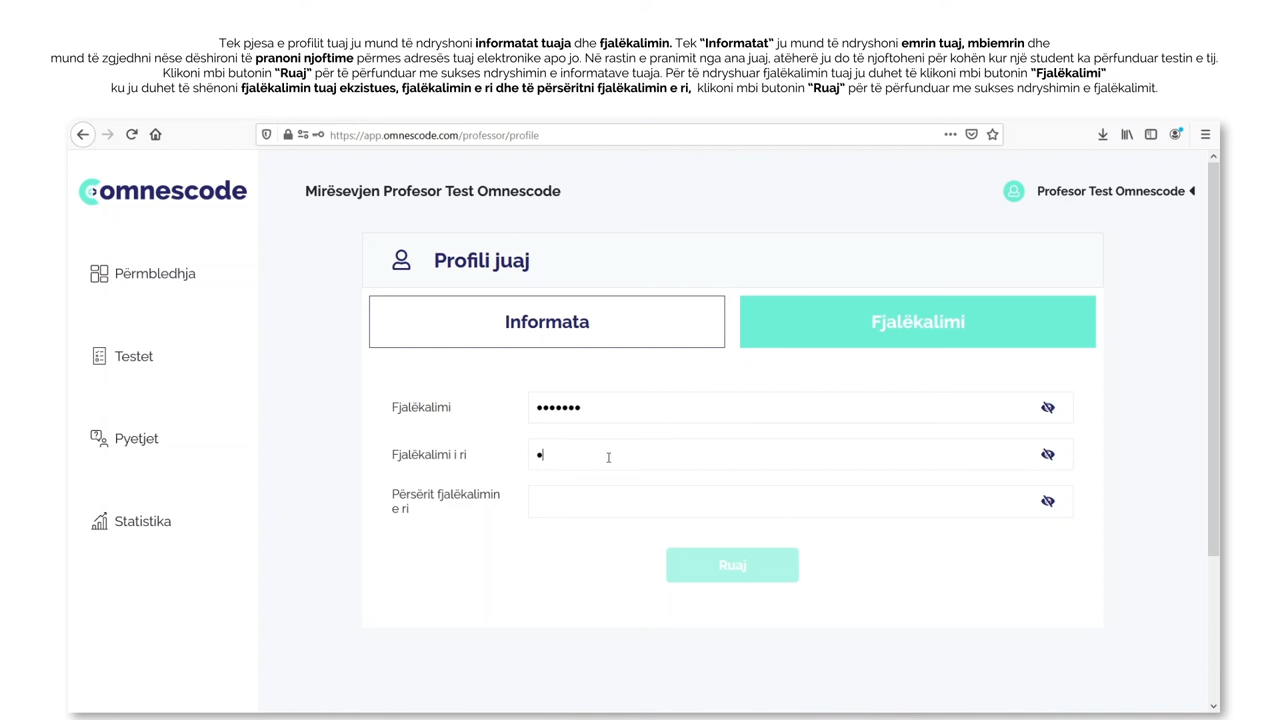 Tek pjesa e profilit tuaj ju mund të ndryshoni informatat tuaja dhe fjalëkalimin. Tek “Informatat” ju mund të ndryshoni emrin tuaj, mbiemrin dhe
mund të zgjedhni nëse dëshironi të pranoni njoftime përmes adresës tuaj elektronike apo jo. Në rastin e pranimit nga ana juaj, atëherë ju do të njoftoheni për kohën kur një student ka përfunduar testin e tij.
Klikoni mbi butonin “Ruaj” për të përfunduar me sukses ndryshimin e informatave tuaja. Për të ndryshuar fjalëkalimin tuaj ju duhet të klikoni mbi butonin “Fjalëkalimi”
ku ju duhet të shënoni fjalëkalimin tuaj ekzistues, fjalëkalimin e ri dhe të përsëritni fjalëkalimin e ri, klikoni mbi butonin “Ruaj” për të përfunduar me sukses ndryshimin e fjalëkalimit.
https://app.omnescode.com/professor/profile
omnescode
Mirësevjen Profesor Test Omnescode
Profesor Test Omnescode
Profili juaj
Përmbledhja
Informata
Fjalëkalimi
Testet
Fjalëkalimi
•••••••
Pyetjet
Fjalëkalimi i ri
•
Përsërit fjalëkalimin
e ri
Statistika
Ruaj